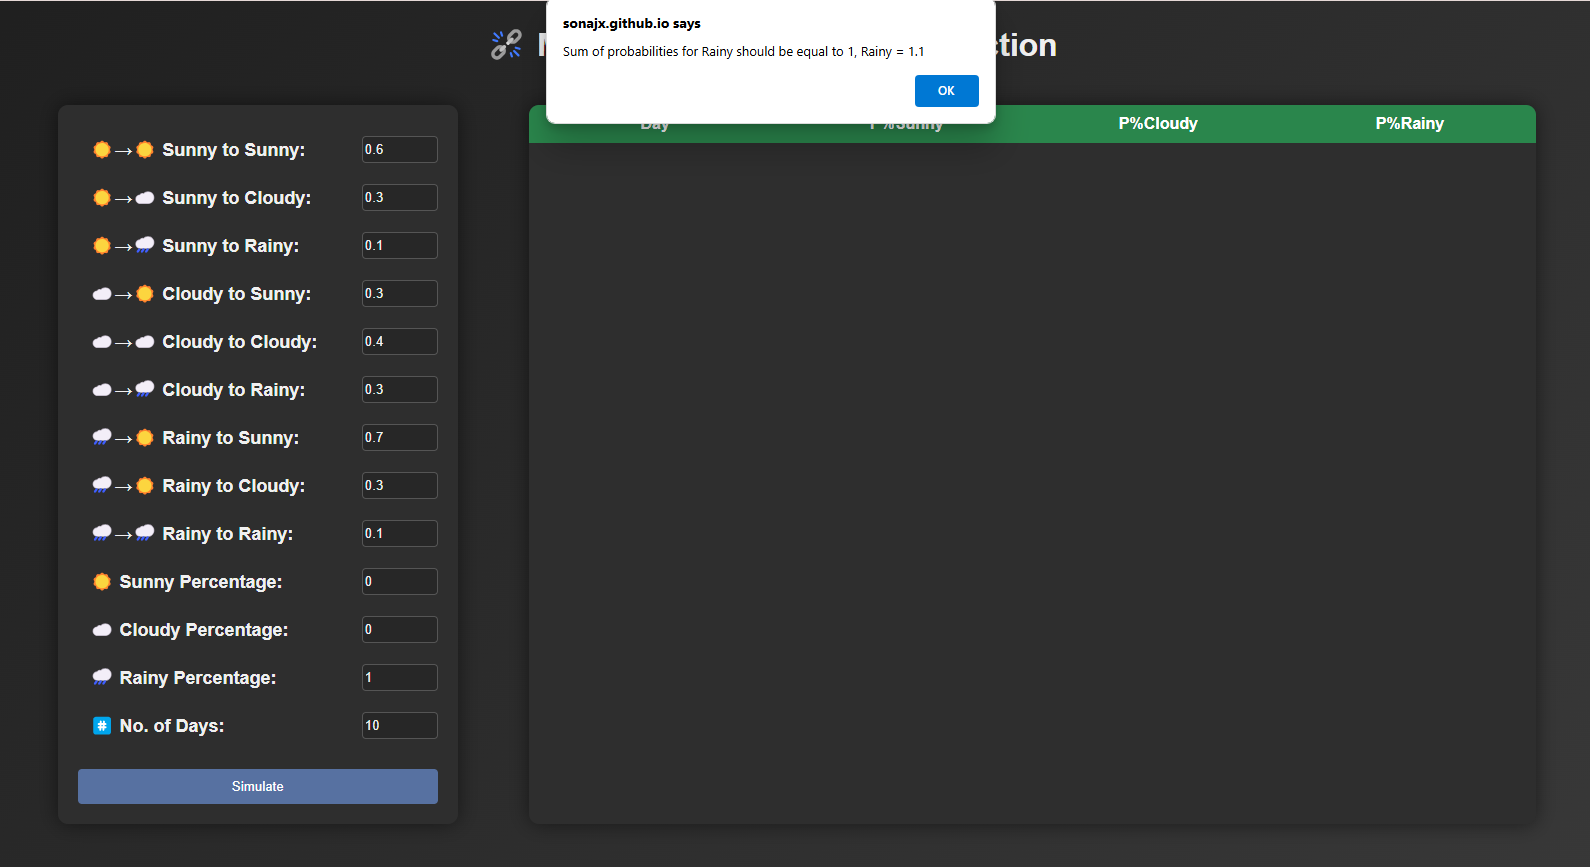 sonajx.github.io says
Sum of probabilities for Rainy should be equal to 1, Rainy = 1.1
OK
Day P%Sunny P%Cloudy P%Rainy
→ Sunny to Sunny: 0.6
→ Sunny to Cloudy: 0.3
→ Sunny to Rainy: 0.1
→ Cloudy to Sunny: 0.3
→ Cloudy to Cloudy: 0.4
→ Cloudy to Rainy: 0.3
→ Rainy to Sunny: 0.7
→ Rainy to Cloudy: 0.3
→ Rainy to Rainy: 0.1
Sunny Percentage: 0
Cloudy Percentage: 0
Rainy Percentage: 1
# No. of Days: 10
Simulate